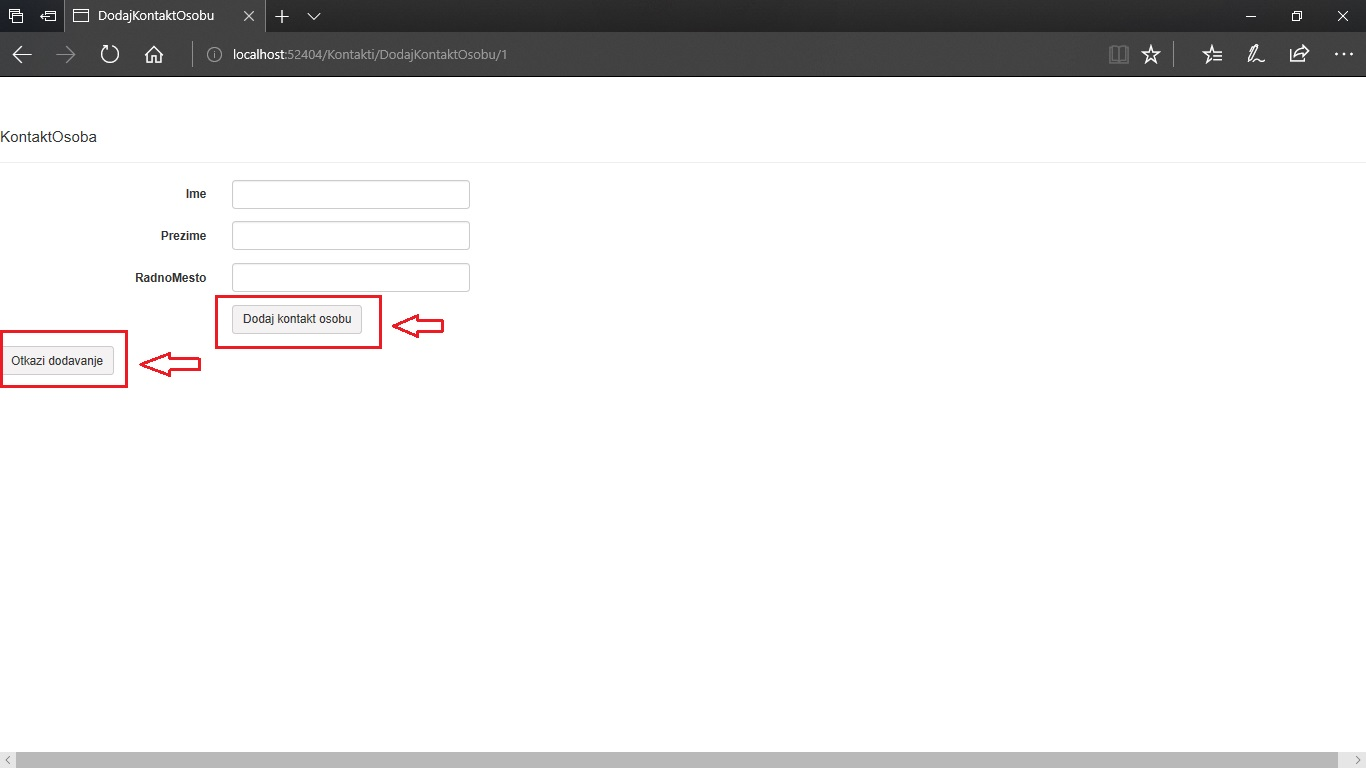 DodajKontaktOsobu
localhost:52404/Kontakti/DodajKontaktOsobu/1
KontaktOsoba
Ime
Prezime
RadnoMesto
Dodaj kontakt osobu
Otkazi dodavanje